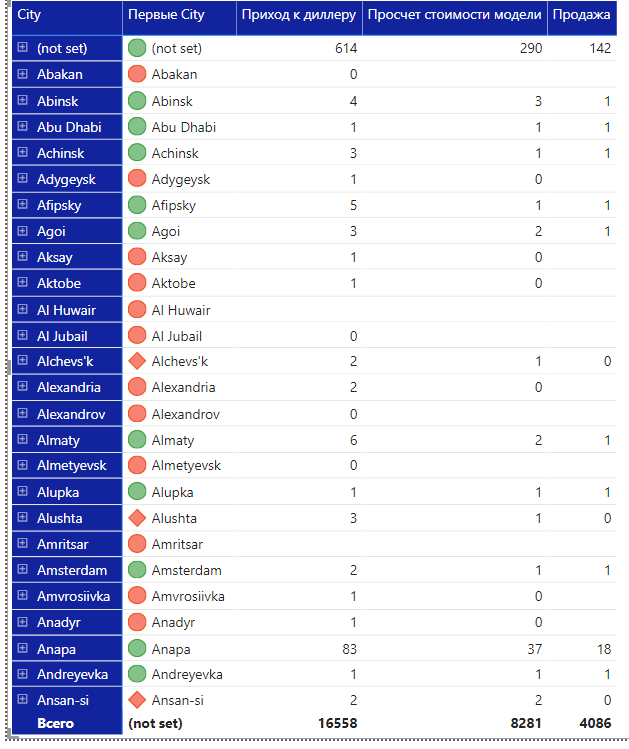 City Первые City Приход к диллеру Просчет стоимости модели Продажа
(not set) (not set) 614 290 142
Abakan Abakan 0
Abinsk Abinsk 4 3 1
Abu Dhabi Abu Dhabi 1 1 1
Achinsk Achinsk 3 1 1
Adygeysk Adygeysk 1 0
Afipsky Afipsky 5 1 1
Agoi Agoi 3 2 1
Aksay Aksay 1 0
Aktobe Aktobe 1 0
Al Huwair Al Huwair
Al Jubail Al Jubail 0
Alchevs'k Alchevs'k 2 1 0
Alexandria Alexandria 2 0
Alexandrov Alexandrov 0
Almaty Almaty 6 2 1
Almetyevsk Almetyevsk 0
Alupka Alupka 1 1 1
Alushta Alushta 3 1 0
Amritsar Amritsar
Amsterdam Amsterdam 2 1 1
Amvrosiivka Amvrosiivka 1 0
Anadyr Anadyr 1 0
Anapa Anapa 83 37 18
Andreyevka Andreyevka 1 1 1
Ansan-si Ansan-si 2 2 0
Всего (not set) 16558 8281 4086